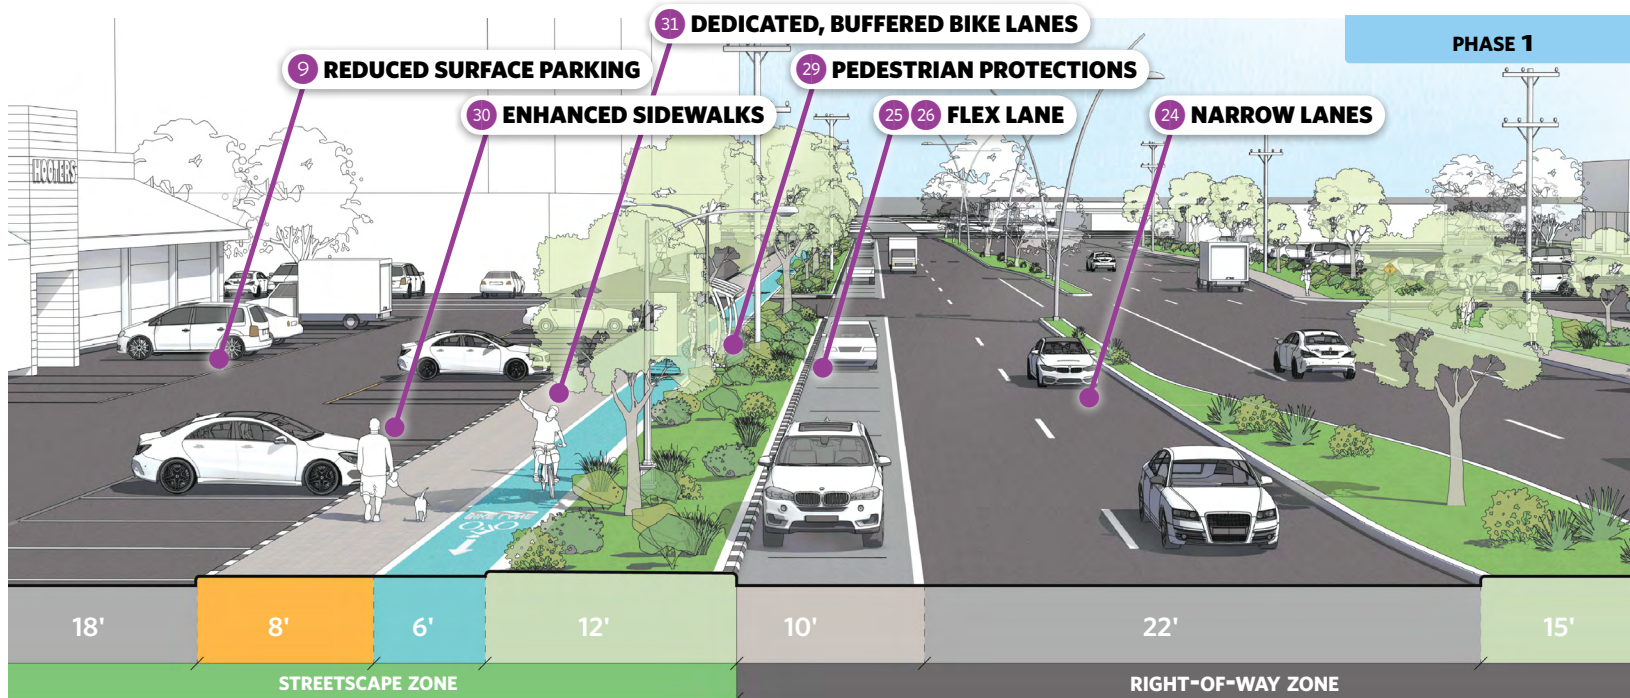 31 DEDICATED, BUFFERED BIKE LANES
PHASE 1
9 REDUCED SURFACE PARKING
29 PEDESTRIAN PROTECTIONS
30 ENHANCED SIDEWALKS
25 26 FLEX LANE
24 NARROW LANES
HOOTERS
18' 8' 6' 12' 10' 22' 15'
STREETSCAPE ZONE RIGHT-OF-WAY ZONE